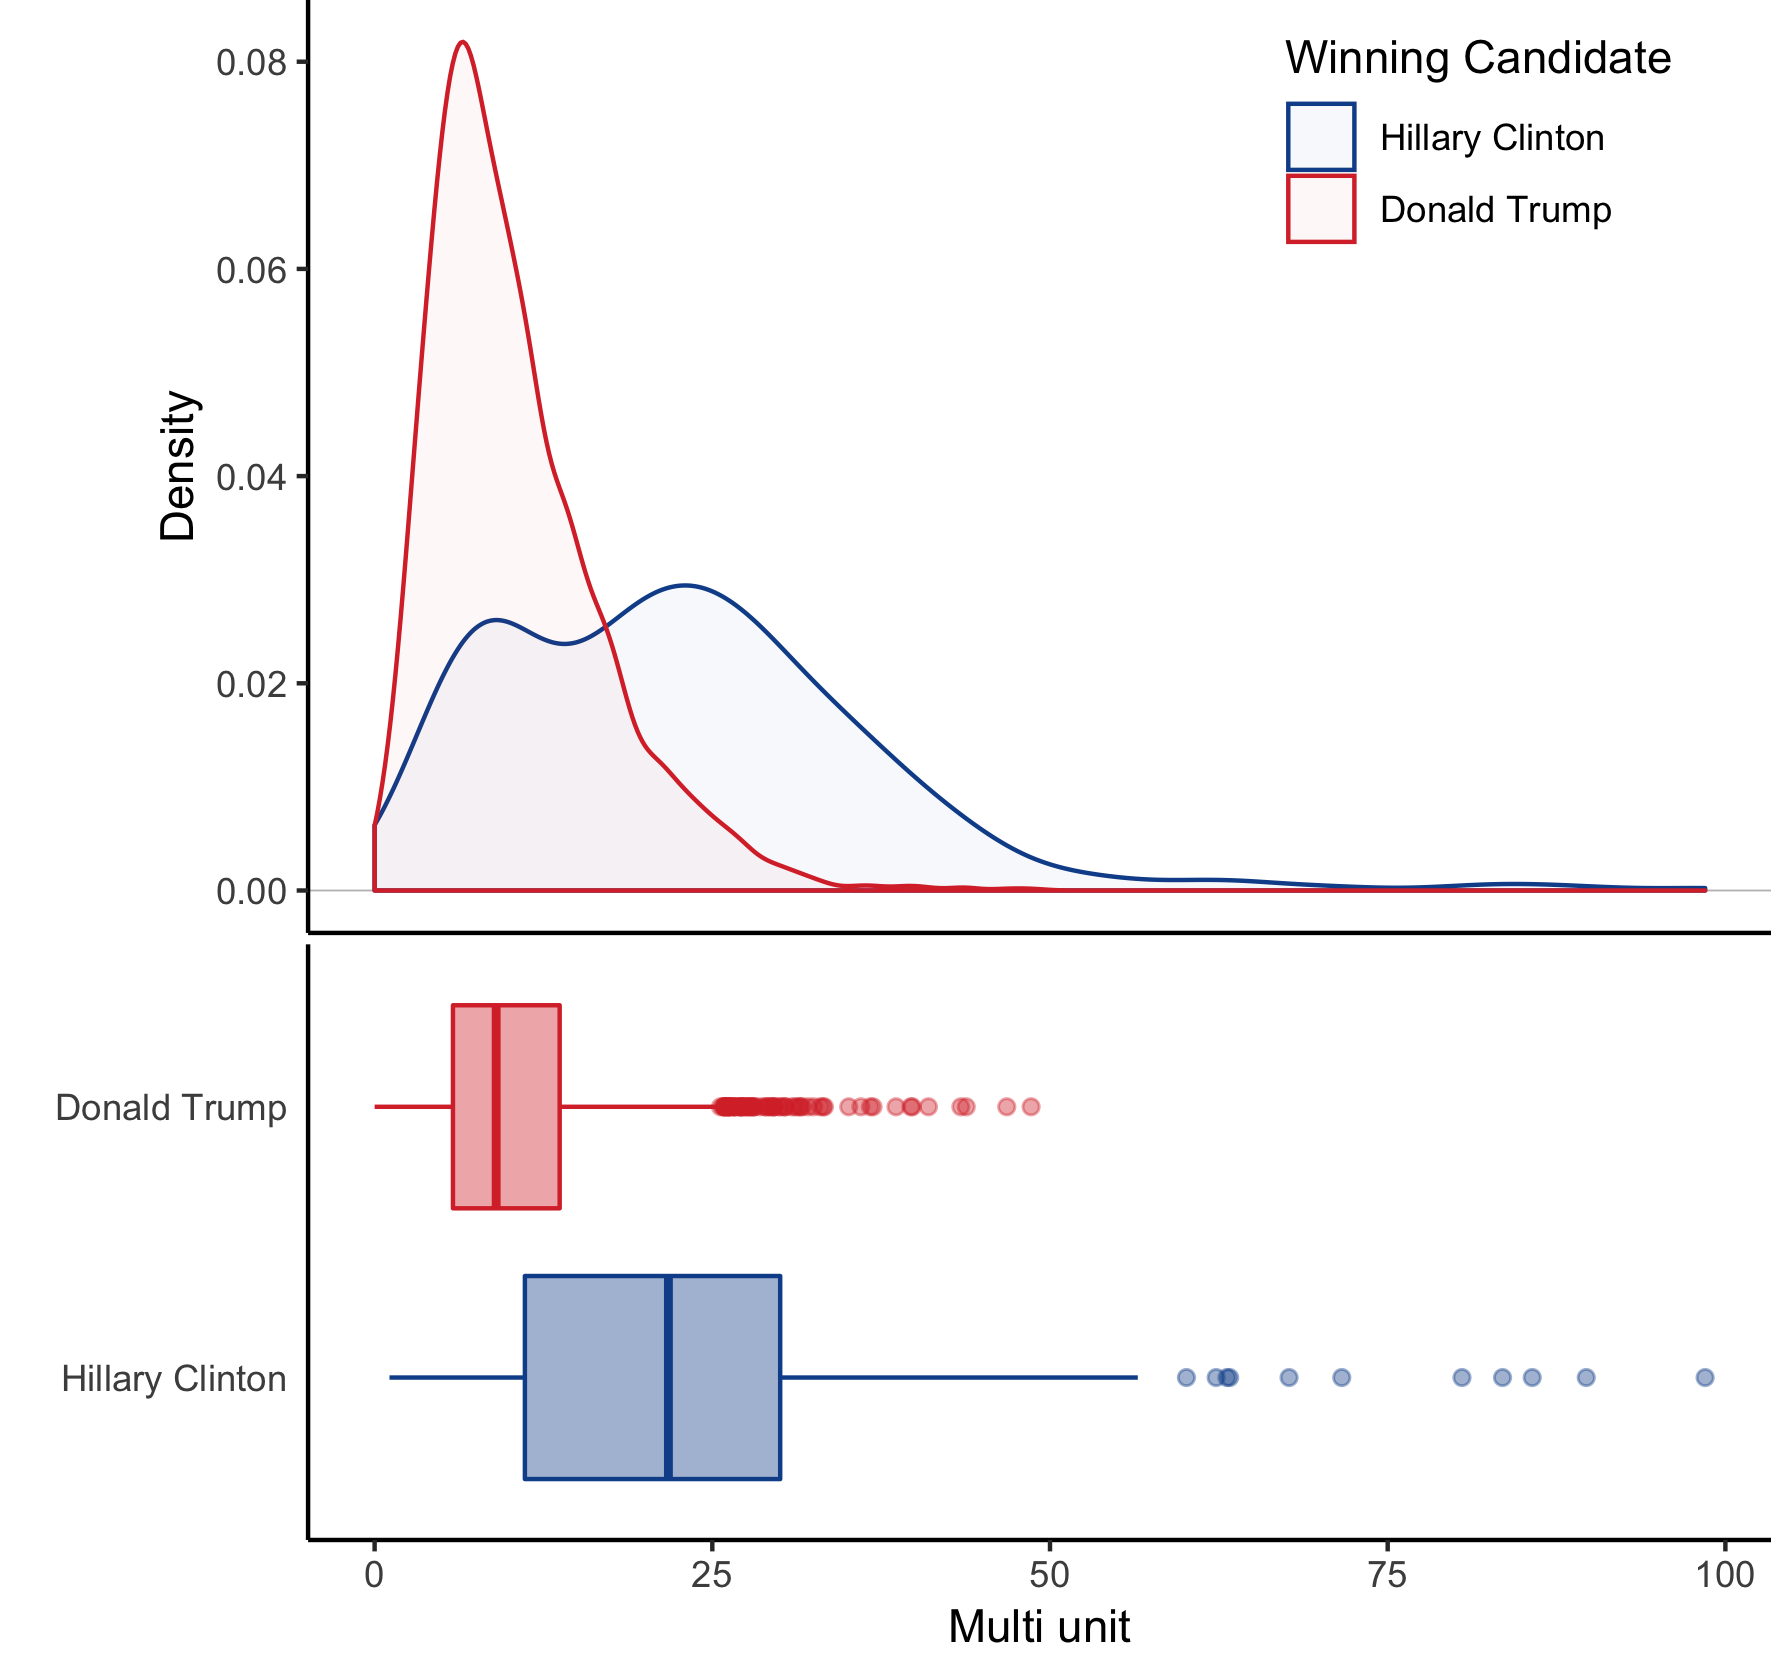 Winning Candidate
Hillary Clinton
Donald Trump
0.08
0.06
0.04
0.02
0.00
Density
Donald Trump
Hillary Clinton
0 25 50 75 100
Multi unit